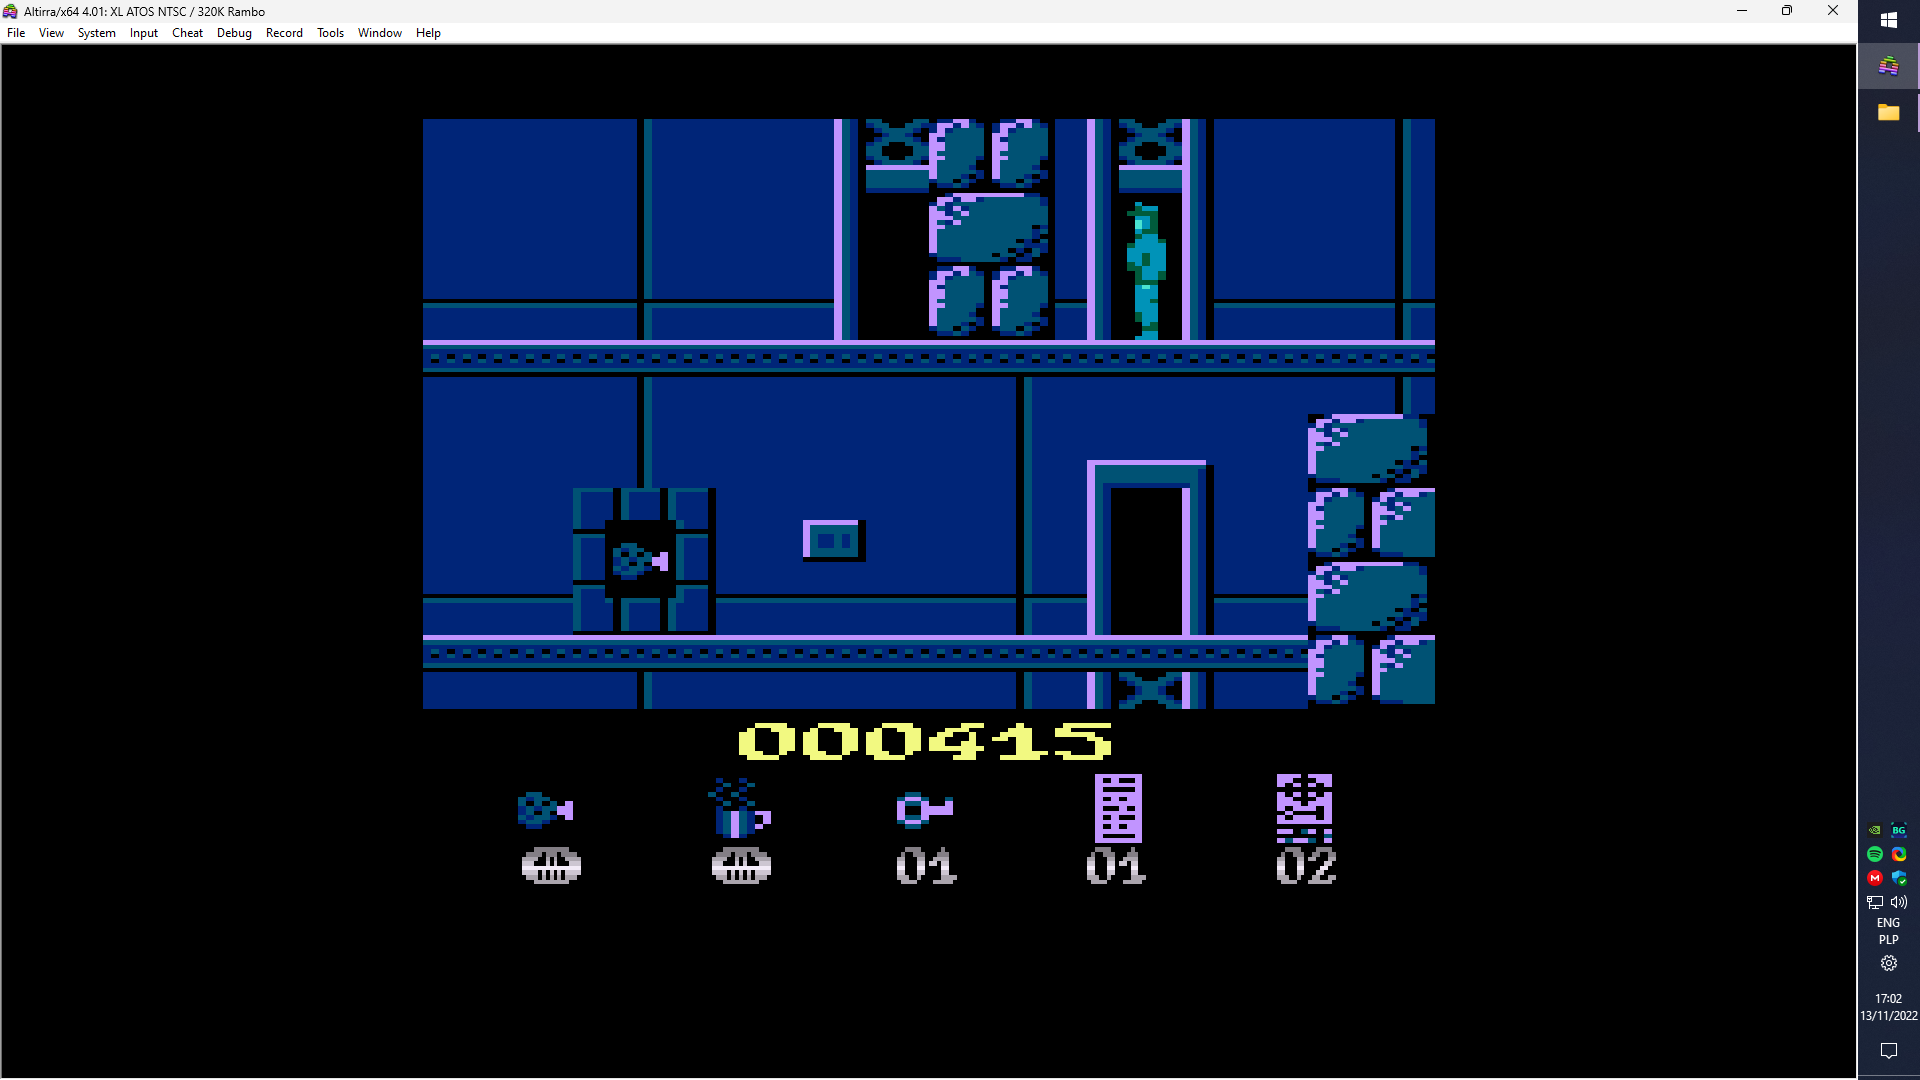 Altirra/x64 4.01: XL ATOS NTSC / 320K Rambo
File View System Input Cheat Debug Record Tools Window Help
000415
01 01 02
BG
M
ENG
PLP
17:02
13/11/2022